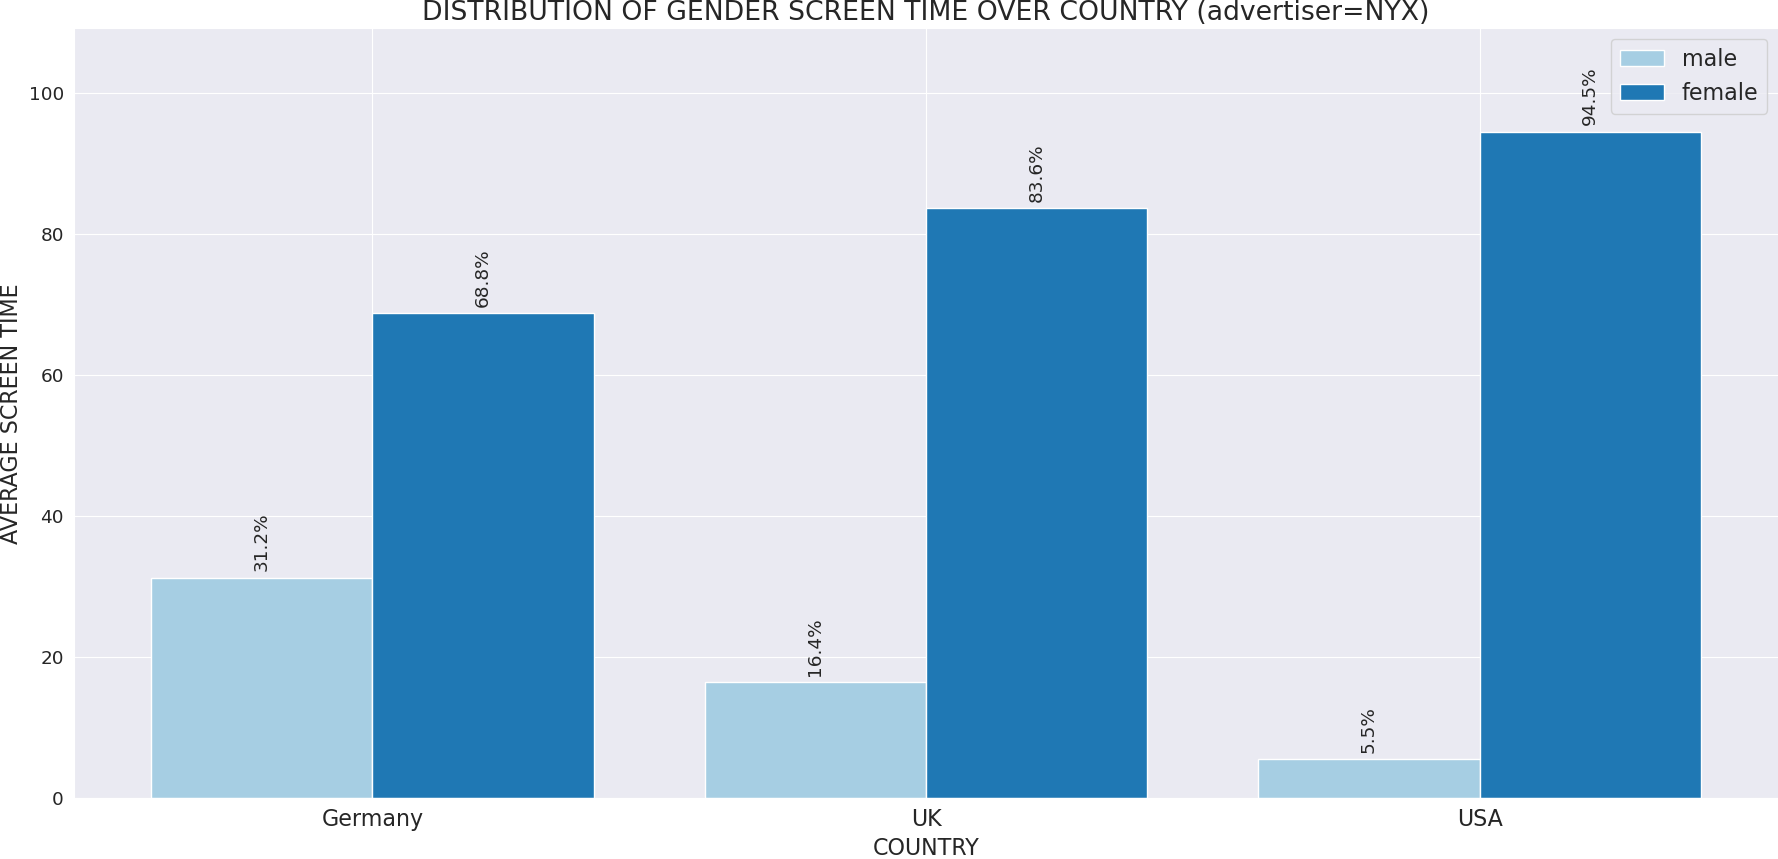 DISTRIBUTION OF GENDER SCREEN TIME OVER COUNTRY (advertiser=NYX)
male
female
AVERAGE SCREEN TIME
100
80
60
40
20
0
31.2%
68.8%
16.4%
83.6%
5.5%
94.5%
Germany
UK
USA
COUNTRY